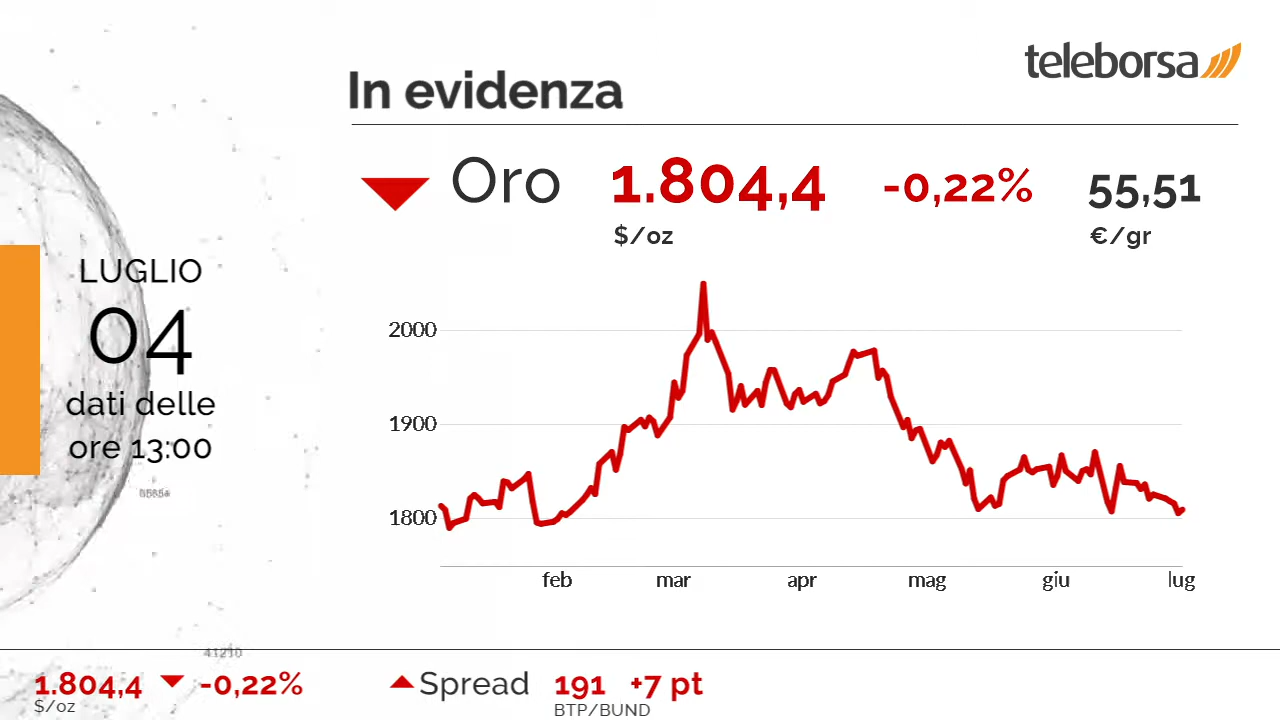 teleborsa
In evidenza
Oro 1.804,4 -0,22% 55,51
$/oz €/gr
LUGLIO
04
dati delle
ore 13:00
2000
1900
1800
feb mar apr mag giu lug
41210
1.804,4 -0,22% Spread 191 +7 pt
$/oz BTP/BUND